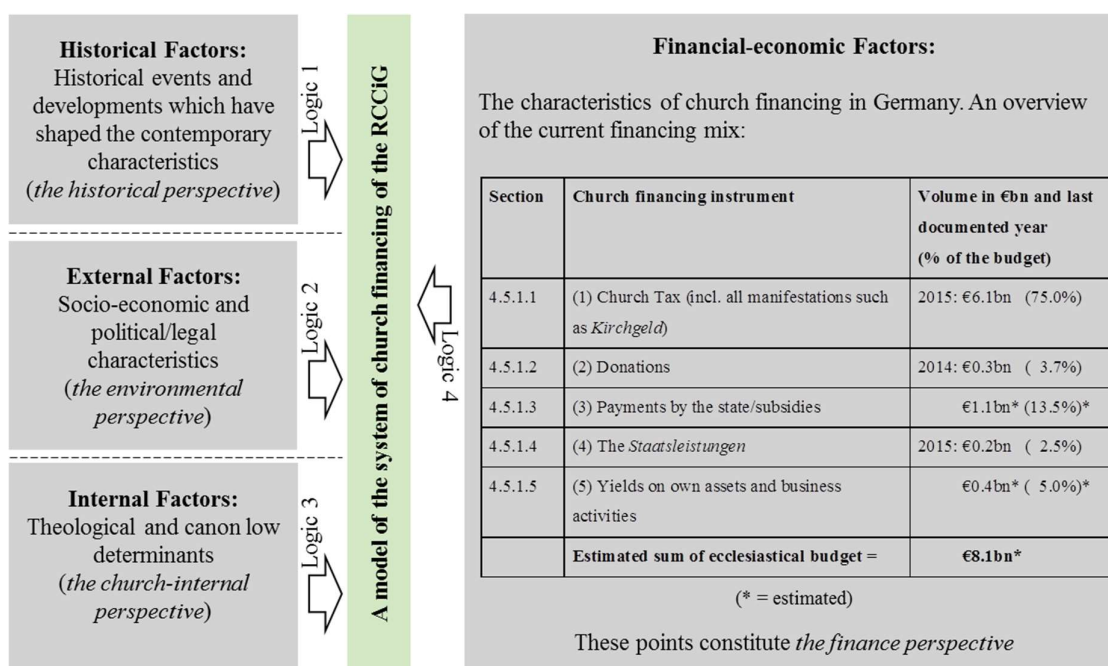 Historical Factors:
Historical events and
developments which have
shaped the contemporary
characteristics
(the historical perspective)
Logic 1
External Factors:
Socio-economic and
political/legal
characteristics
(the environmental
perspective)
Logic 2
Internal Factors:
Theological and canon low
determinants
(the church-internal
perspective)
Logic 3
A model of the system of church financing of the RCCiG
Logic 4
Financial-economic Factors:
The characteristics of church financing in Germany. An overview
of the current financing mix:
Section Church financing instrument Volume in €bn and last
documented year
(% of the budget)
4.5.1.1 (1) Church Tax (incl. all manifestations such 2015: €6.1bn (75.0%)
as Kirchgeld)
4.5.1.2 (2) Donations 2014: €0.3bn ( 3.7%)
4.5.1.3 (3) Payments by the state/subsidies €1.1bn* (13.5%)*
4.5.1.4 (4) The Staatsleistungen 2015: €0.2bn ( 2.5%)
4.5.1.5 (5) Yields on own assets and business €0.4bn* ( 5.0%)*
activities
Estimated sum of ecclesiastical budget = €8.1bn*
(* = estimated)
These points constitute the finance perspective